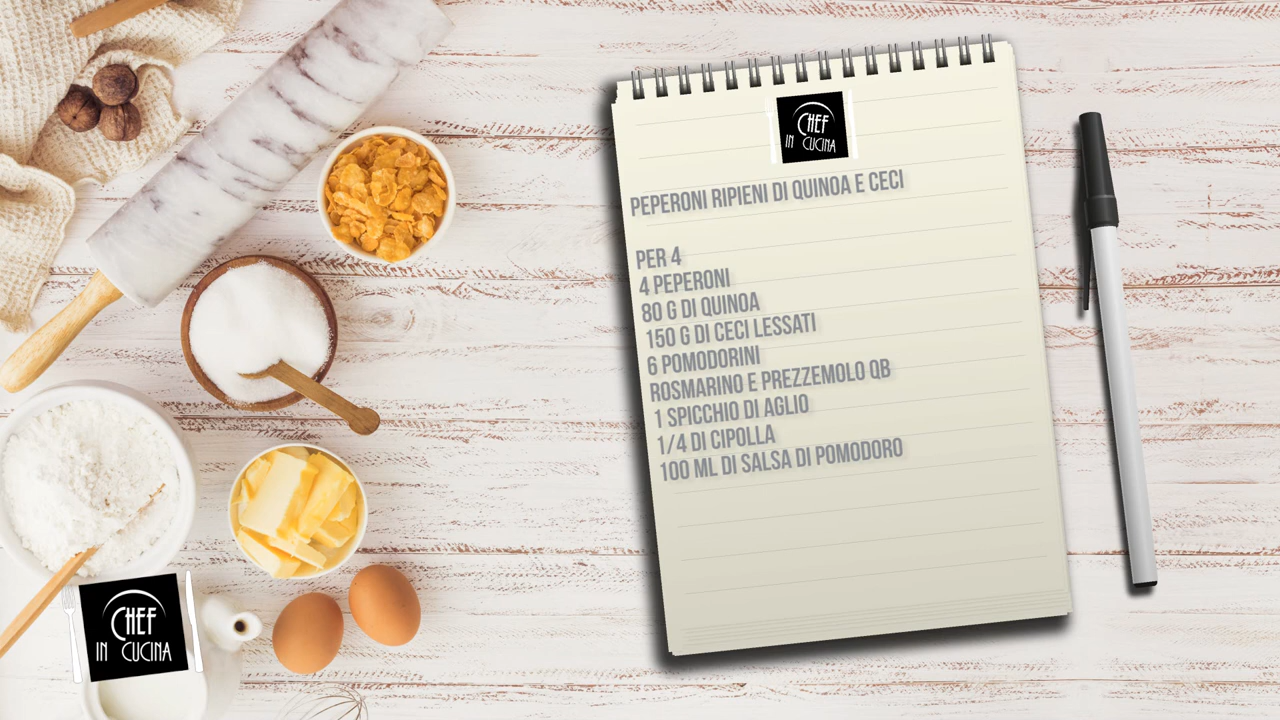 CHEF
IN CUCINA
PEPERONI RIPIENI DI QUINOA E CECI
PER 4
4 PEPERONI
80 G DI QUINOA
150 G DI CECI LESSATI
6 POMODORINI
ROSMARINO E PREZZEMOLO QB
1 SPICCHIO DI AGLIO
1/4 DI CIPOLLA
100 ML DI SALSA DI POMODORO
CHEF
IN CUCINA